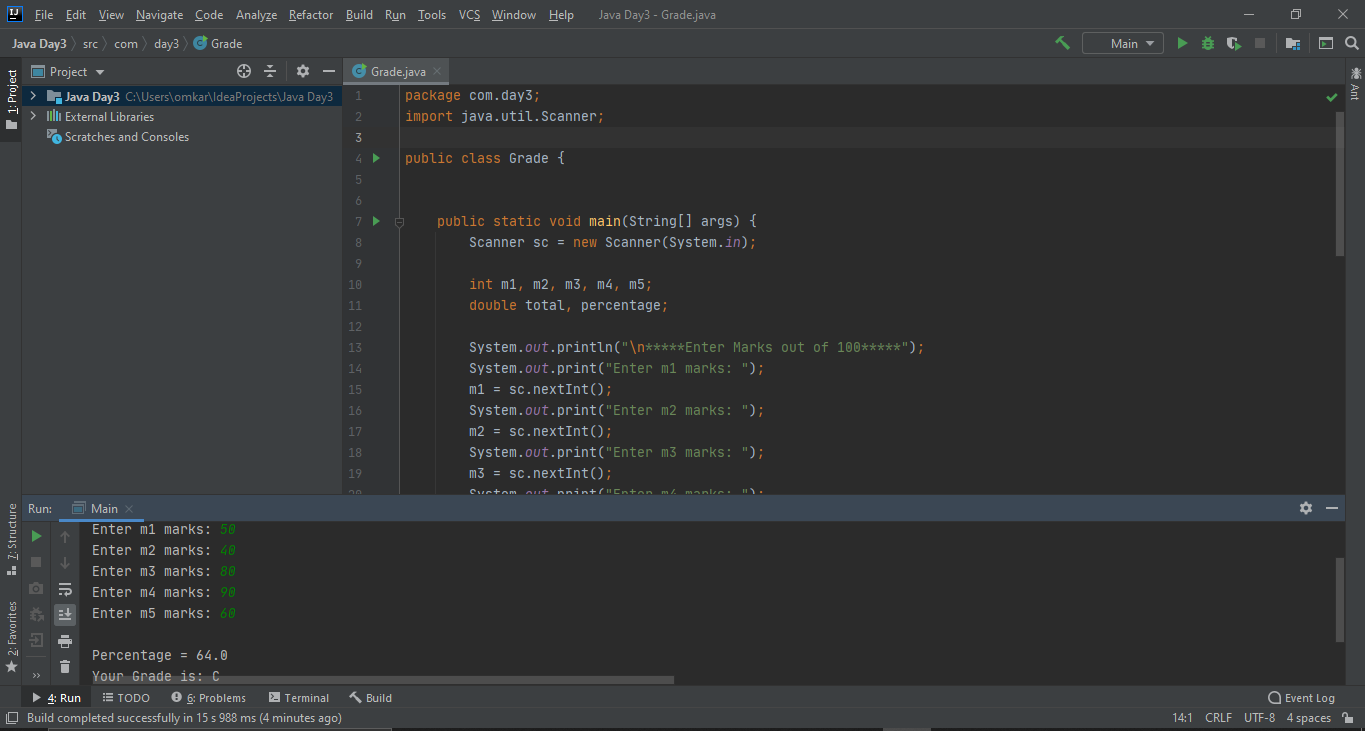 File Edit View Navigate Code Analyze Refactor Build Run Tools VCS Window Help Java Day3 - Grade.java
Java Day3 src com day3 Grade Main
1: Project
Project
Java Day3 C:\Users\omkar\IdeaProjects\Java Day3
External Libraries
Scratches and Consoles
Grade.java
Ant
1 package com.day3;
2 import java.util.Scanner;
3
4 public class Grade {
5
6
7 public static void main(String[] args) {
8 Scanner sc = new Scanner(System.in);
9
10 int m1, m2, m3, m4, m5;
11 double total, percentage;
12
13 System.out.println("\n*****Enter Marks out of 100*****");
14 System.out.print("Enter m1 marks: ");
15 m1 = sc.nextInt();
16 System.out.print("Enter m2 marks: ");
17 m2 = sc.nextInt();
18 System.out.print("Enter m3 marks: ");
19 m3 = sc.nextInt();
20 System.out.print("Enter m4 marks: ");
7: Structure
2: Favorites
Run: Main
Enter m1 marks: 50
Enter m2 marks: 40
Enter m3 marks: 80
Enter m4 marks: 90
Enter m5 marks: 60
Percentage = 64.0
Your Grade is: C
4: Run TODO 6: Problems Terminal Build Event Log
Build completed successfully in 15 s 988 ms (4 minutes ago) 14:1 CRLF UTF-8 4 spaces